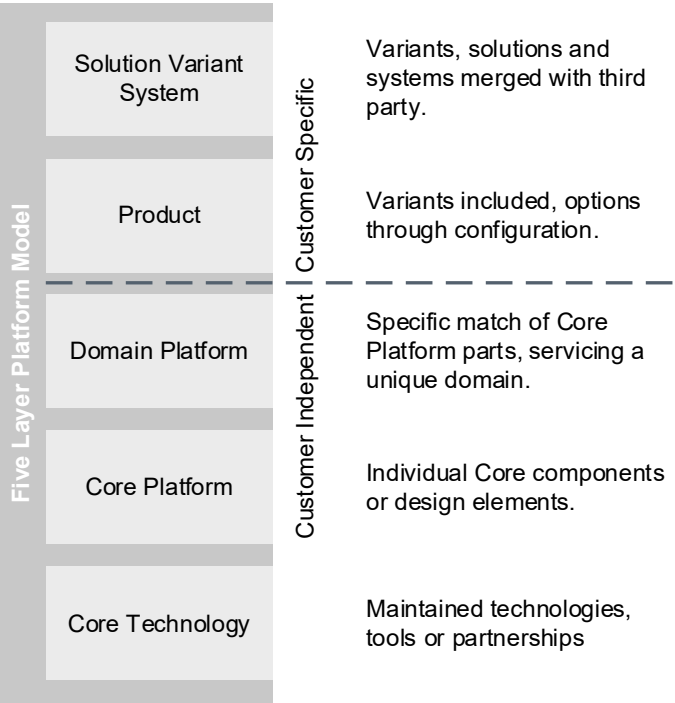 Five Layer Platform Model
Solution Variant
System
Customer Specific
Variants, solutions and
systems merged with third
party.
Product
Variants included, options
through configuration.
Domain Platform
Customer Independent
Specific match of Core
Platform parts, servicing a
unique domain.
Core Platform
Individual Core components
or design elements.
Core Technology
Maintained technologies,
tools or partnerships